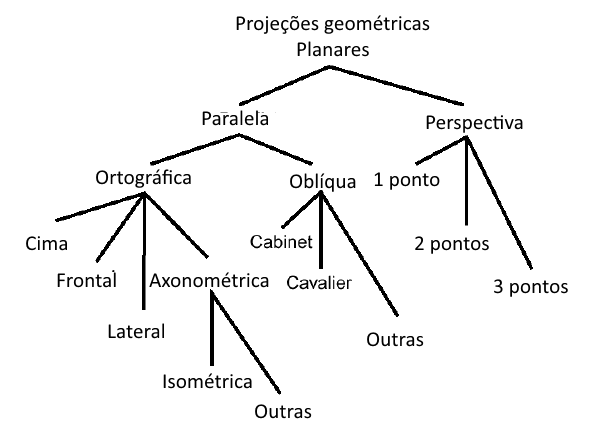 Projeções geométricas
Planares
Paralela
Perspectiva
Ortográfica
Oblíqua
1 ponto
Cima
Cabinet
2 pontos
Frontal
Axonométrica
Cavalier
3 pontos
Lateral
Outras
Isométrica
Outras